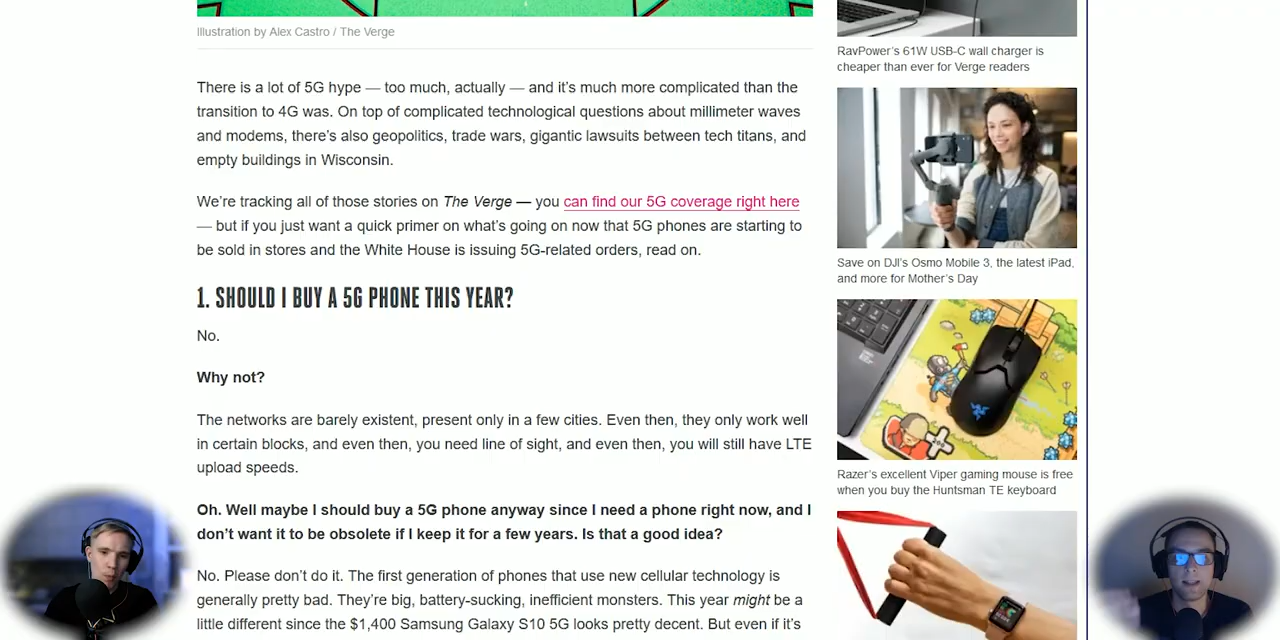 Illustration by Alex Castro / The Verge
There is a lot of 5G hype — too much, actually — and it's much more complicated than the
transition to 4G was. On top of complicated technological questions about millimeter waves
and modems, there's also geopolitics, trade wars, gigantic lawsuits between tech titans, and
empty buildings in Wisconsin.
We're tracking all of those stories on The Verge — you can find our 5G coverage right here
— but if you just want a quick primer on what's going on now that 5G phones are starting to
be sold in stores and the White House is issuing 5G-related orders, read on.
1. SHOULD I BUY A 5G PHONE THIS YEAR?
No.
Why not?
The networks are barely existent, present only in a few cities. Even then, they only work well
in certain blocks, and even then, you need line of sight, and even then, you will still have LTE
upload speeds.
Oh. Well maybe I should buy a 5G phone anyway since I need a phone right now, and I
don't want it to be obsolete if I keep it for a few years. Is that a good idea?
No. Please don't do it. The first generation of phones that use new cellular technology is
generally pretty bad. They're big, battery-sucking, inefficient monsters. This year might be a
little different since the $1,400 Samsung Galaxy S10 5G looks pretty decent. But even if it's
RavPower's 61W USB-C wall charger is
cheaper than ever for Verge readers
Save on DJI's Osmo Mobile 3, the latest iPad,
and more for Mother's Day
Razer's excellent Viper gaming mouse is free
when you buy the Huntsman TE keyboard